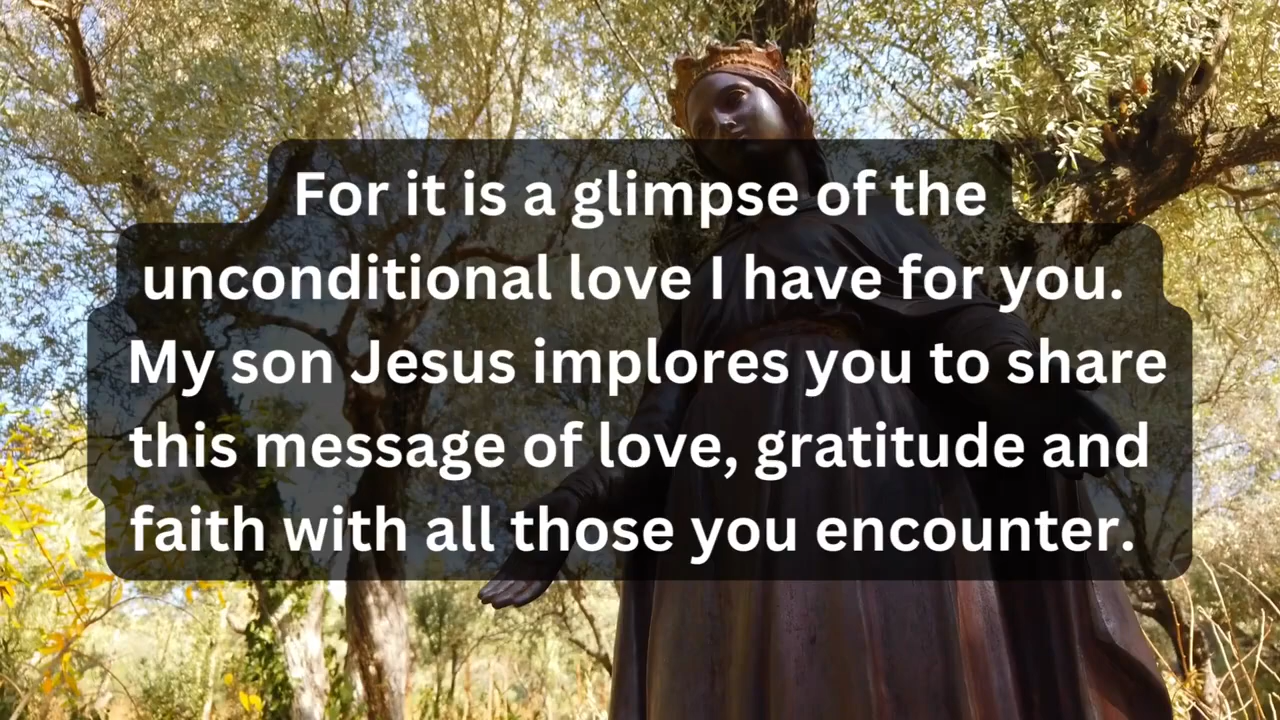 For it is a glimpse of the
unconditional love I have for you.
My son Jesus implores you to share
this message of love, gratitude and
faith with all those you encounter.